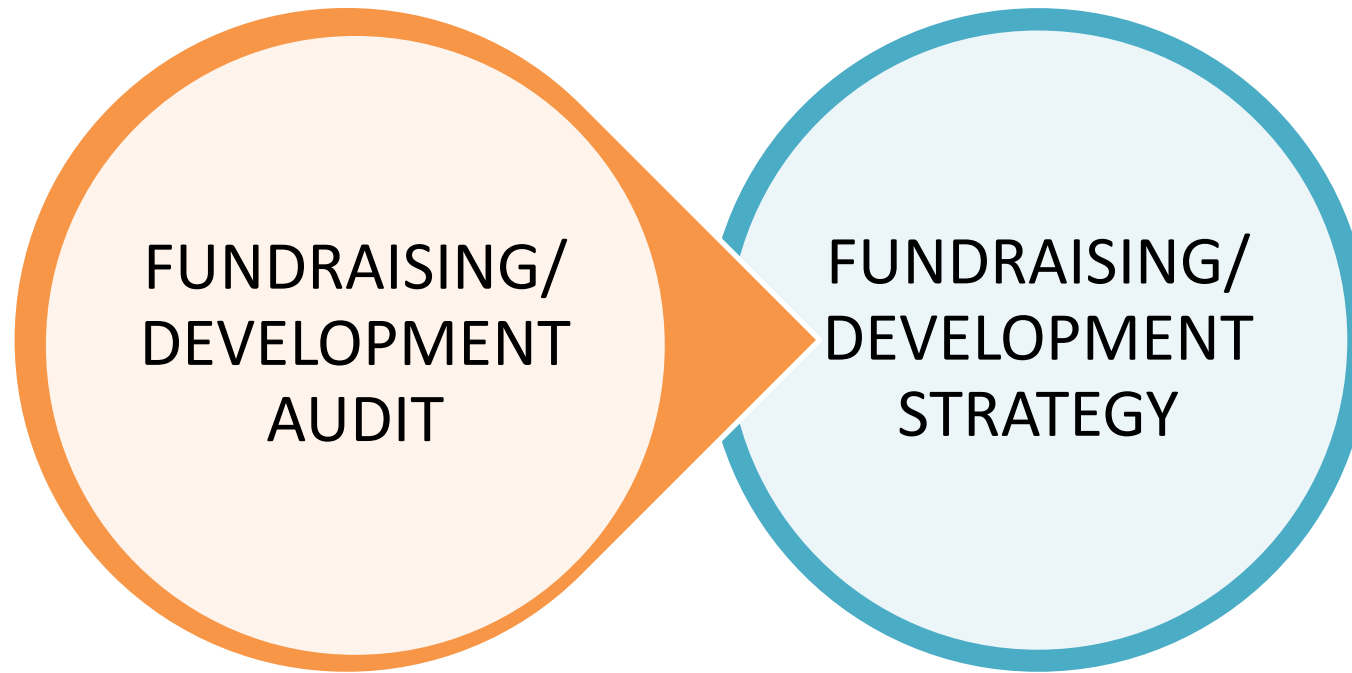 FUNDRAISING/
DEVELOPMENT
AUDIT
FUNDRAISING/
DEVELOPMENT
STRATEGY